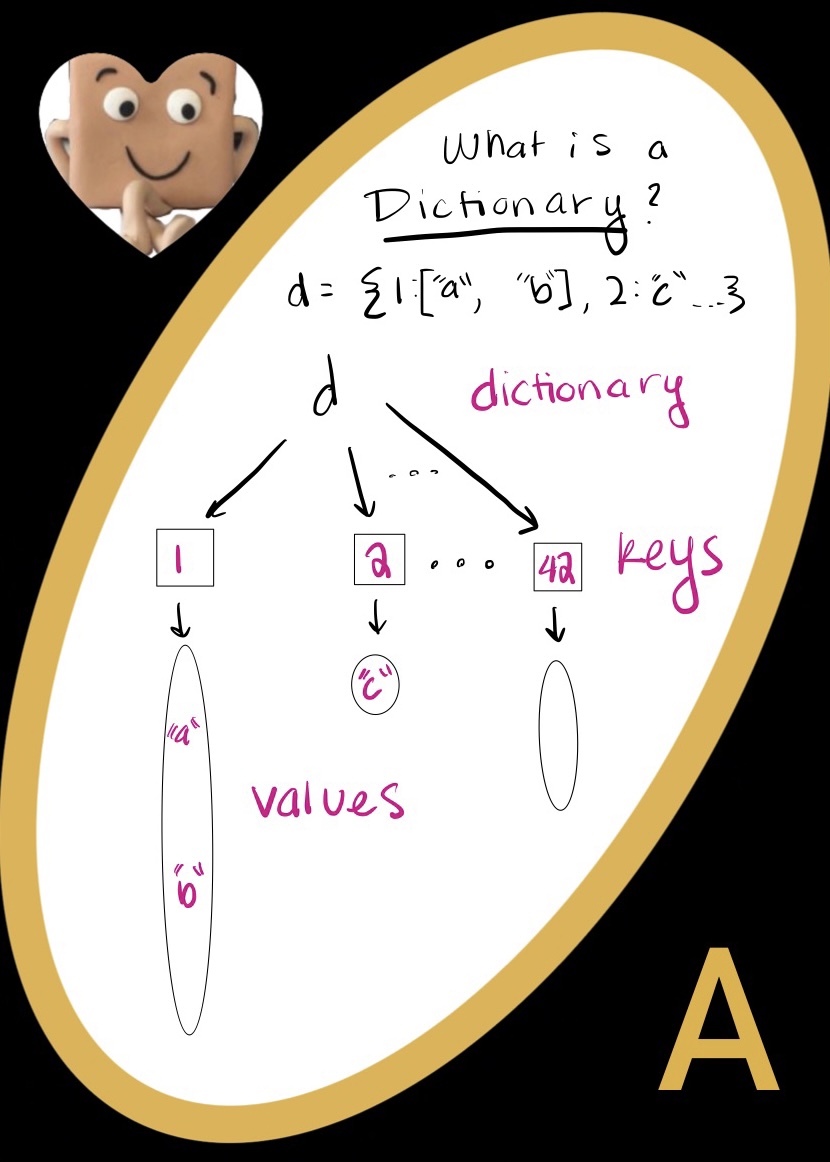 What is a
Dictionary?
d = {1:["a", "b"], 2:"c"...}
d
dictionary
...
1
2
...
42
keys
"c"
"a"
values
"b"
A